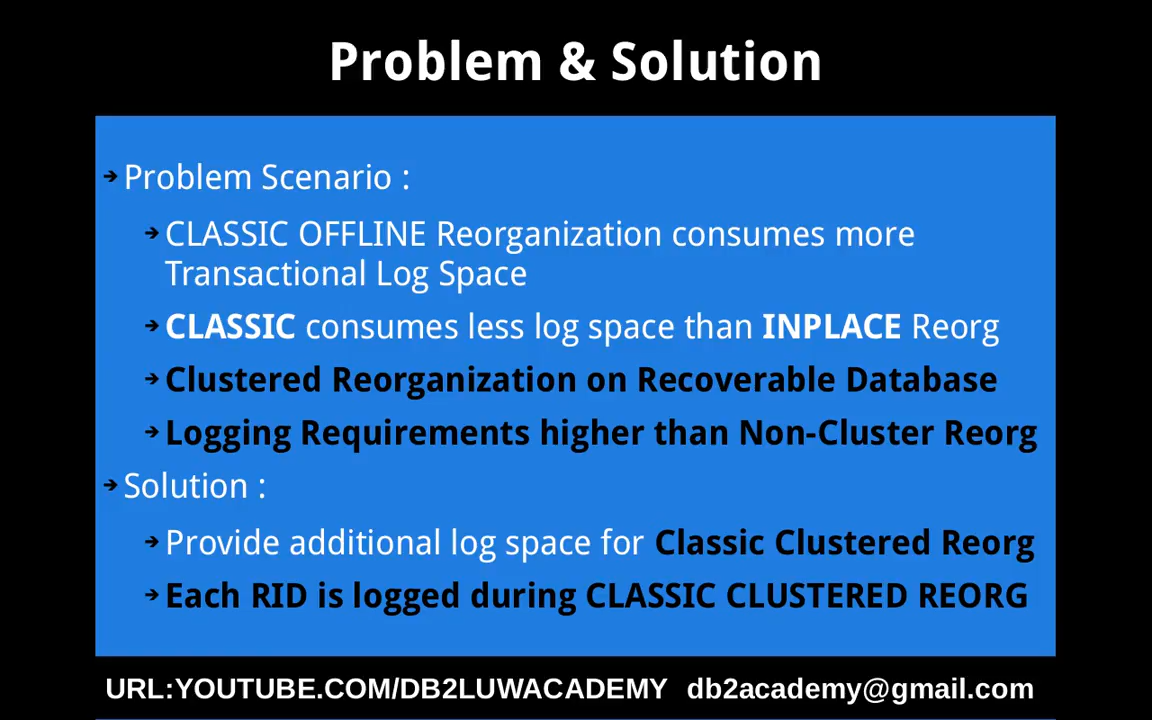 Problem & Solution
Problem Scenario :
CLASSIC OFFLINE Reorganization consumes more
Transactional Log Space
CLASSIC consumes less log space than INPLACE Reorg
Clustered Reorganization on Recoverable Database
Logging Requirements higher than Non-Cluster Reorg
Solution :
Provide additional log space for Classic Clustered Reorg
Each RID is logged during CLASSIC CLUSTERED REORG
URL:YOUTUBE.COM/DB2LUWACADEMY db2academy@gmail.com